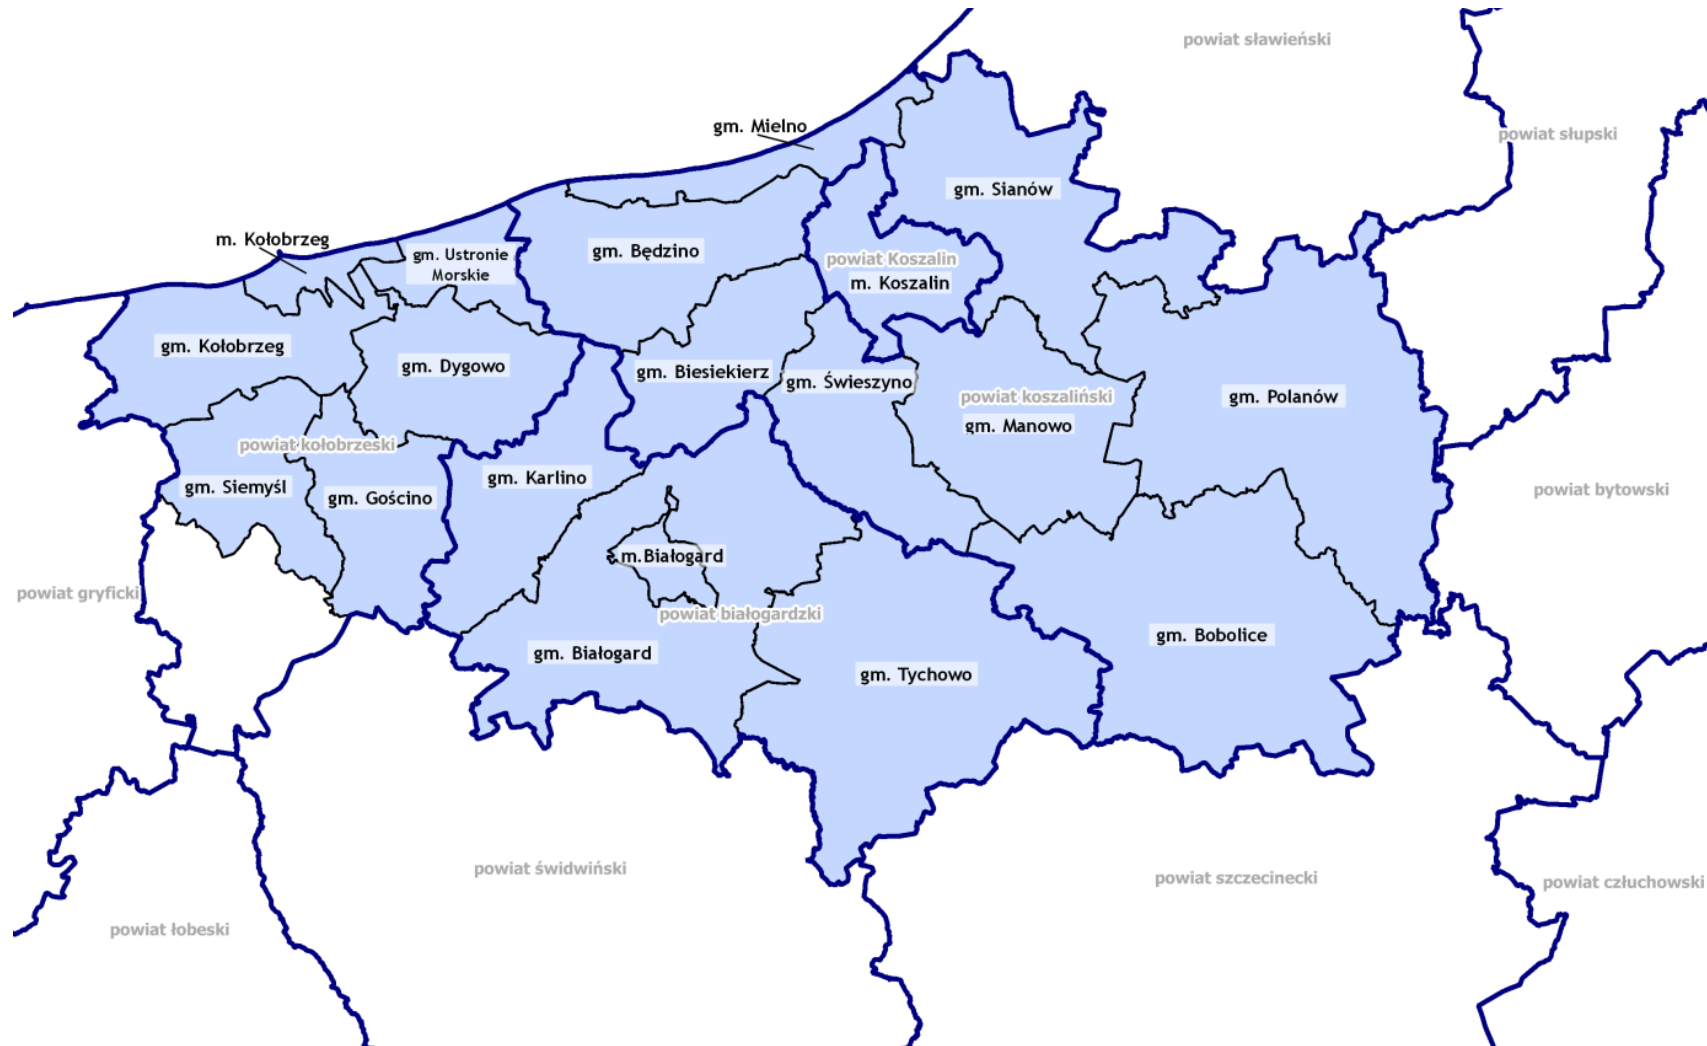 powiat sławieński
gm. Mielno
powiat słupski
gm. Sianów
m. Kołobrzeg
gm. Ustronie
Morskie
gm. Będzino
powiat Koszalin
m. Koszalin
gm. Kołobrzeg
gm. Dygowo
gm. Biesiekierz
gm. Świeszyno
powiat koszaliński
gm. Manowo
gm. Polanów
powiat kołobrzeski
gm. Siemyśl
gm. Gościno
gm. Karlino
powiat bytowski
m.Białogard
powiat gryficki
powiat białogardzki
gm. Białogard
gm. Tychowo
gm. Bobolice
powiat świdwiński
powiat szczecinecki
powiat człuchowski
powiat łobeski